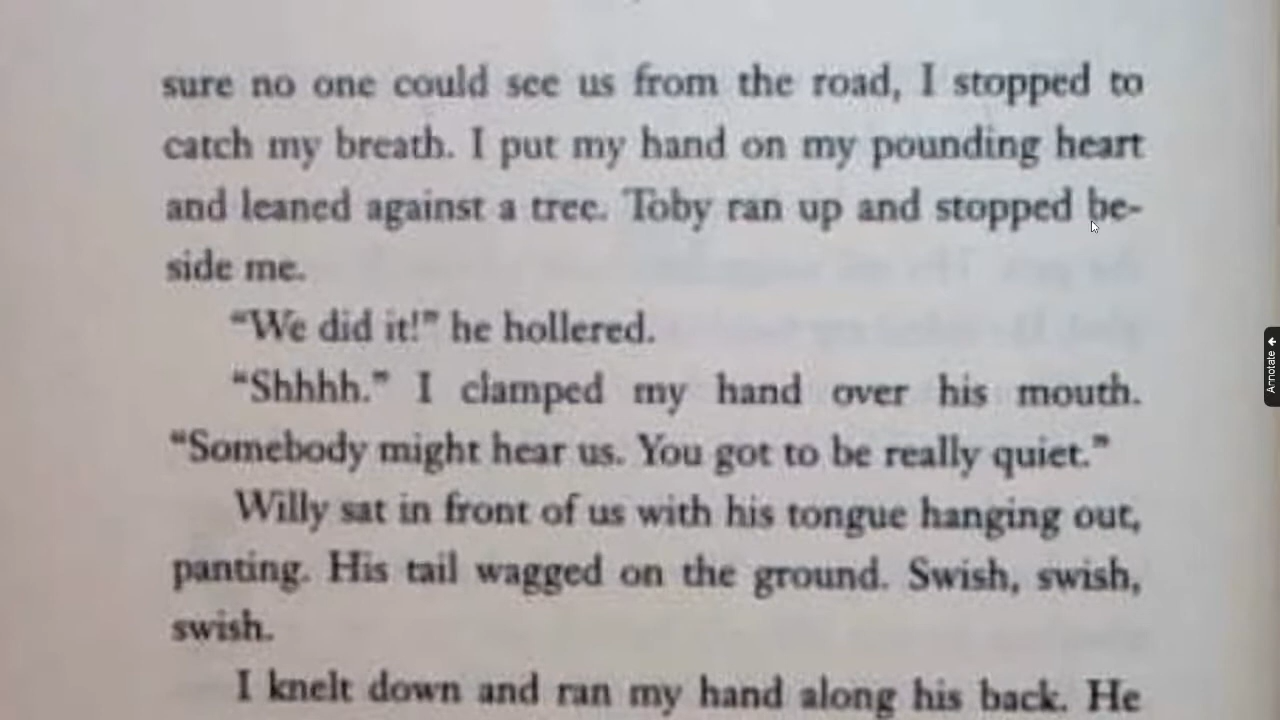 sure no one could see us from the road, I stopped to
catch my breath. I put my hand on my pounding heart
and leaned against a tree. Toby ran up and stopped be-
side me.
“We did it!” he hollered.
“Shhhh.” I clamped my hand over his mouth.
“Somebody might hear us. You got to be really quiet.”
Willy sat in front of us with his tongue hanging out,
panting. His tail wagged on the ground. Swish, swish,
swish.
I knelt down and ran my hand along his back. He
Annotate